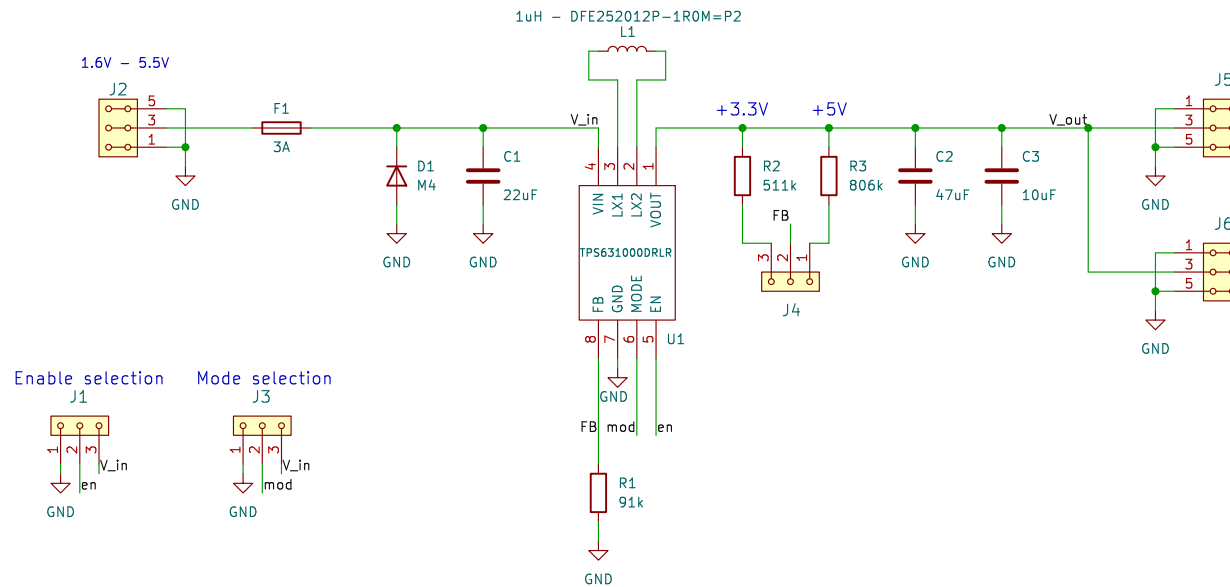 1uH - DFE252012P-1R0M=P2
L1
1.6V - 5.5V
J2
5
3
1
GND
F1
3A
D1
M4
GND
C1
22uF
GND
V_in
4
3
2
1
VIN
LX1
LX2
VOUT
TPS631000DRLR
FB
GND
MODE
EN
8
7
6
5
U1
GND
FB
mod
en
R1
91k
GND
+3.3V
+5V
R2
511k
R3
806k
FB
3
2
1
J4
C2
47uF
GND
C3
10uF
GND
V_out
J5
1
3
5
GND
J6
1
3
5
GND
Enable selection
J1
1
2
3
V_in
en
GND
Mode selection
J3
1
2
3
V_in
mod
GND